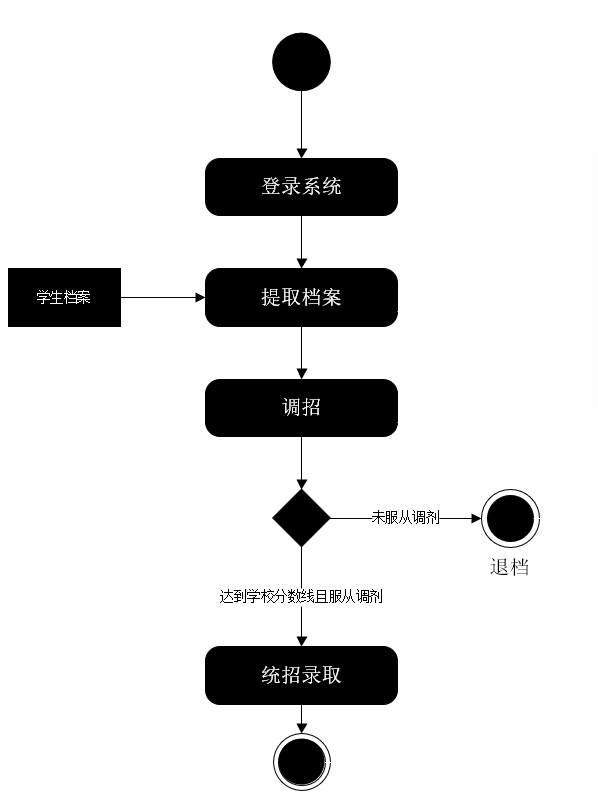 登录系统
学生档案
提取档案
调招
未服从调剂
退档
达到学校分数线且服从调剂
统招录取